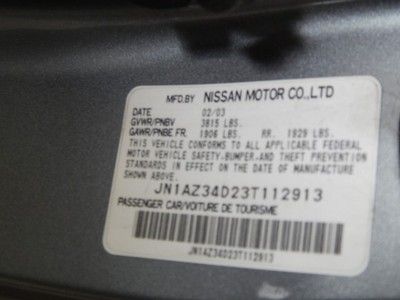 MFD.BY NISSAN MOTOR CO.,LTD
DATE 02/03
GVWR/PNBV 3815 LBS.
GAWR/PNBE FR. 1906 LBS. RR. 1929 LBS.
THIS VEHICLE CONFORMS TO ALL APPLICABLE FEDERAL
MOTOR VEHICLE SAFETY-BUMPER-AND THEFT PREVENTION
STANDARDS IN EFFECT ON THE DATE OF MANUFACTURE
SHOWN ABOVE.
JN1AZ34D23T112913
PASSENGER CAR/VOITURE DE TOURISME
JN1AZ34D23T112913